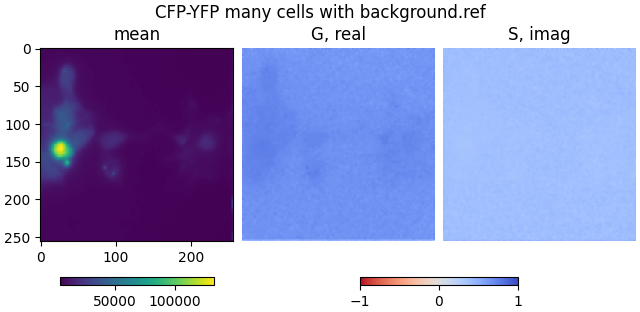 CFP-YFP many cells with background.ref
mean
G, real
S, imag
0
50
100
150
200
250
0 100 200
50000 100000
−1 0 1